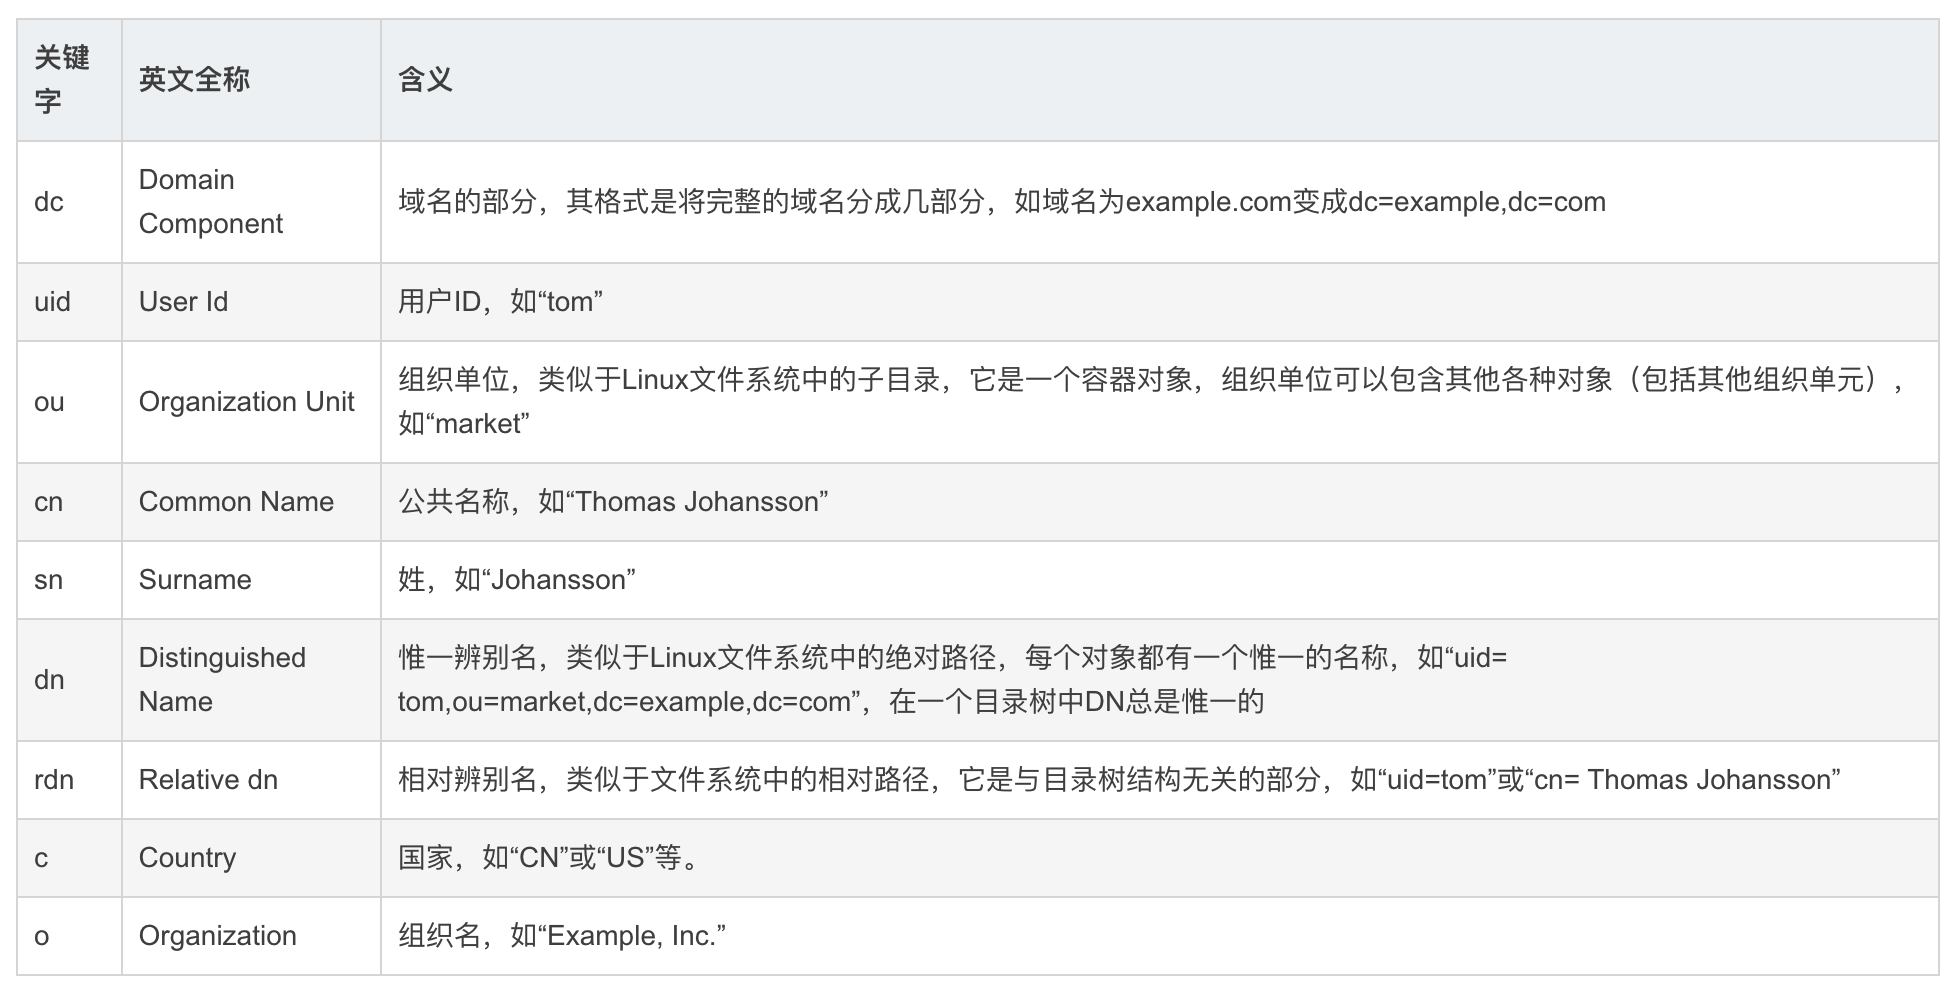 关键
字
英文全称
含义
dc
Domain
Component
域名的部分，其格式是将完整的域名分成几部分，如域名为example.com变成dc=example,dc=com
uid
User Id
用户ID，如“tom”
ou
Organization Unit
组织单位，类似于Linux文件系统中的子目录，它是一个容器对象，组织单位可以包含其他各种对象（包括其他组织单元），
如“market”
cn
Common Name
公共名称，如“Thomas Johansson”
sn
Surname
姓，如“Johansson”
dn
Distinguished
Name
惟一辨别名，类似于Linux文件系统中的绝对路径，每个对象都有一个惟一的名称，如“uid=
tom,ou=market,dc=example,dc=com”，在一个目录树中DN总是惟一的
rdn
Relative dn
相对辨别名，类似于文件系统中的相对路径，它是与目录树结构无关的部分，如“uid=tom”或“cn= Thomas Johansson”
c
Country
国家，如“CN”或“US”等。
o
Organization
组织名，如“Example, Inc.”